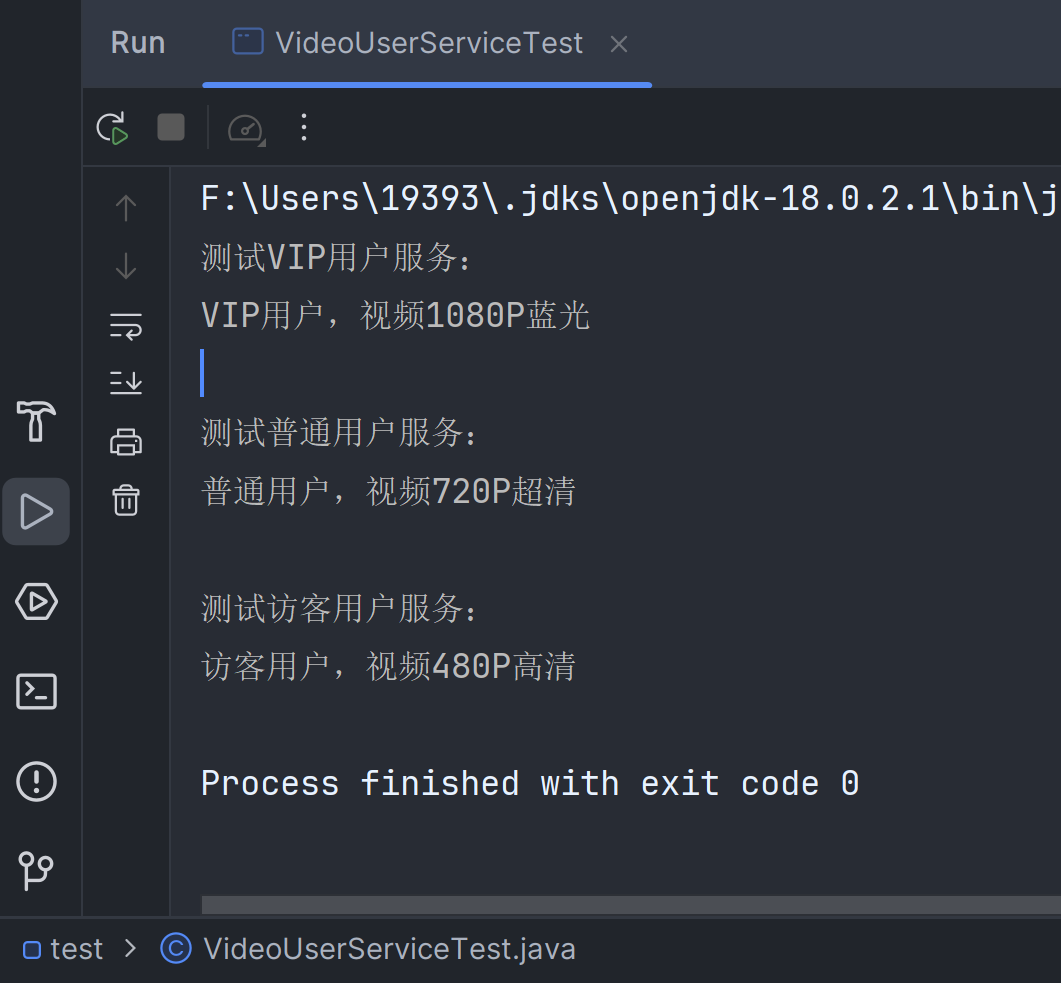 Run VideoUserServiceTest
F:\Users\19393\.jdks\openjdk-18.0.2.1\bin\j
测试VIP用户服务：
VIP用户，视频1080P蓝光
测试普通用户服务：
普通用户，视频720P超清
测试访客用户服务：
访客用户，视频480P高清
Process finished with exit code 0
test > VideoUserServiceTest.java